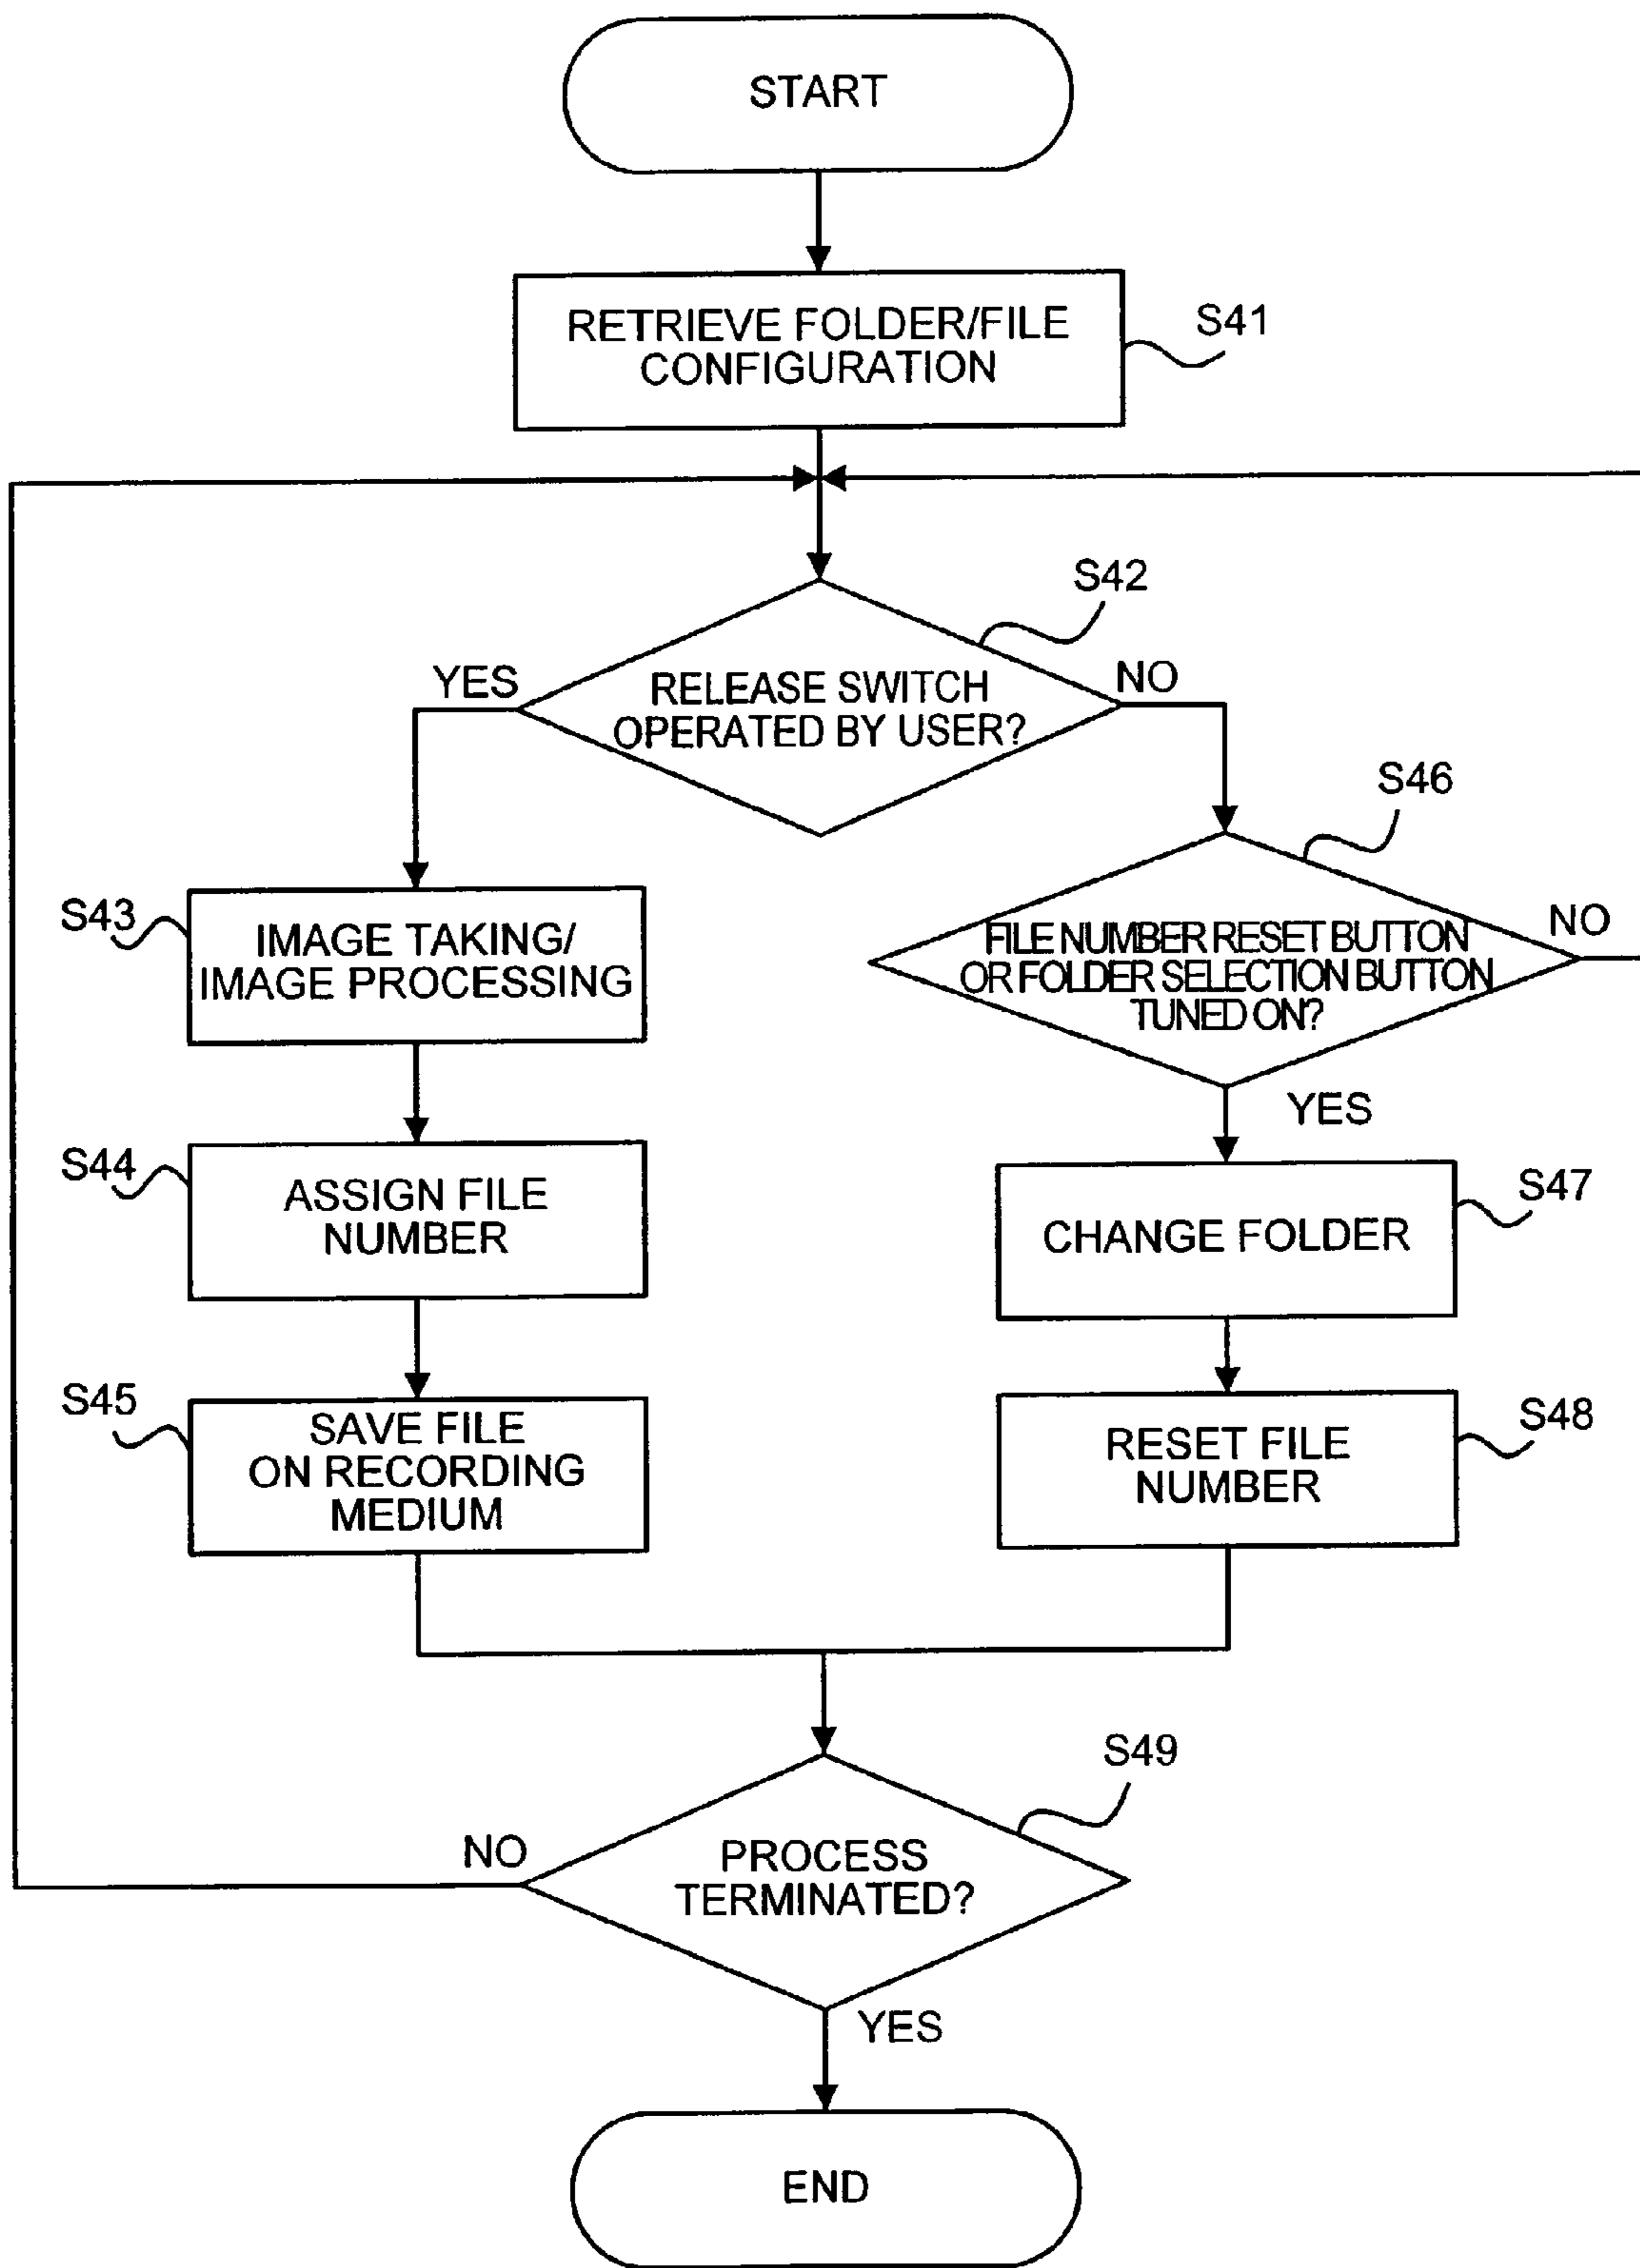 START
RETRIEVE FOLDER/FILE
CONFIGURATION
S41
S42
YES
RELEASE SWITCH
OPERATED BY USER?
NO
S46
FILE NUMBER RESET BUTTON
OR FOLDER SELECTION BUTTON
TUNED ON?
NO
YES
S43
IMAGE TAKING/
IMAGE PROCESSING
S44
ASSIGN FILE
NUMBER
S47
CHANGE FOLDER
S45
SAVE FILE
ON RECORDING
MEDIUM
S48
RESET FILE
NUMBER
S49
NO
PROCESS
TERMINATED?
YES
END